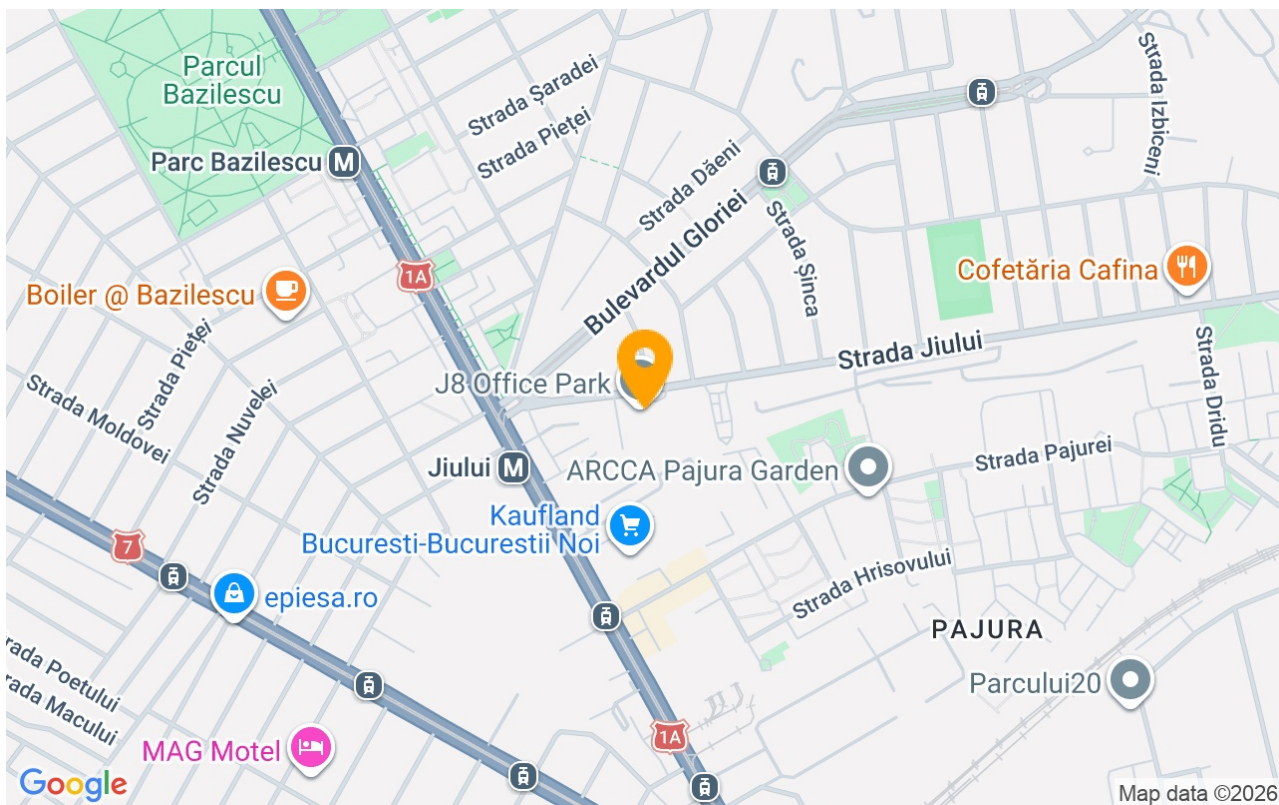 Parcul
Bazilescu
Strada Șaradei
Strada Pieței
Parc Bazilescu
M
Strada Dăeni
Strada Izbiceni
Bulevardul Gloriei
Strada Șinca
1A
Boiler @ Bazilescu
Cofetăria Cafina
Strada Pieței
Strada Moldovei
Strada Nuvelei
J8 Office Park
Strada Jiului
Strada Dridu
Jiului
M
ARCCA Pajura Garden
Strada Pajurei
Kaufland
Bucuresti-Bucurestii Noi
7
epiesa.ro
Strada Hrisovului
PAJURA
rada Poetului
rada Macului
Parcului20
1A
MAG Motel
Google
Map data ©2026